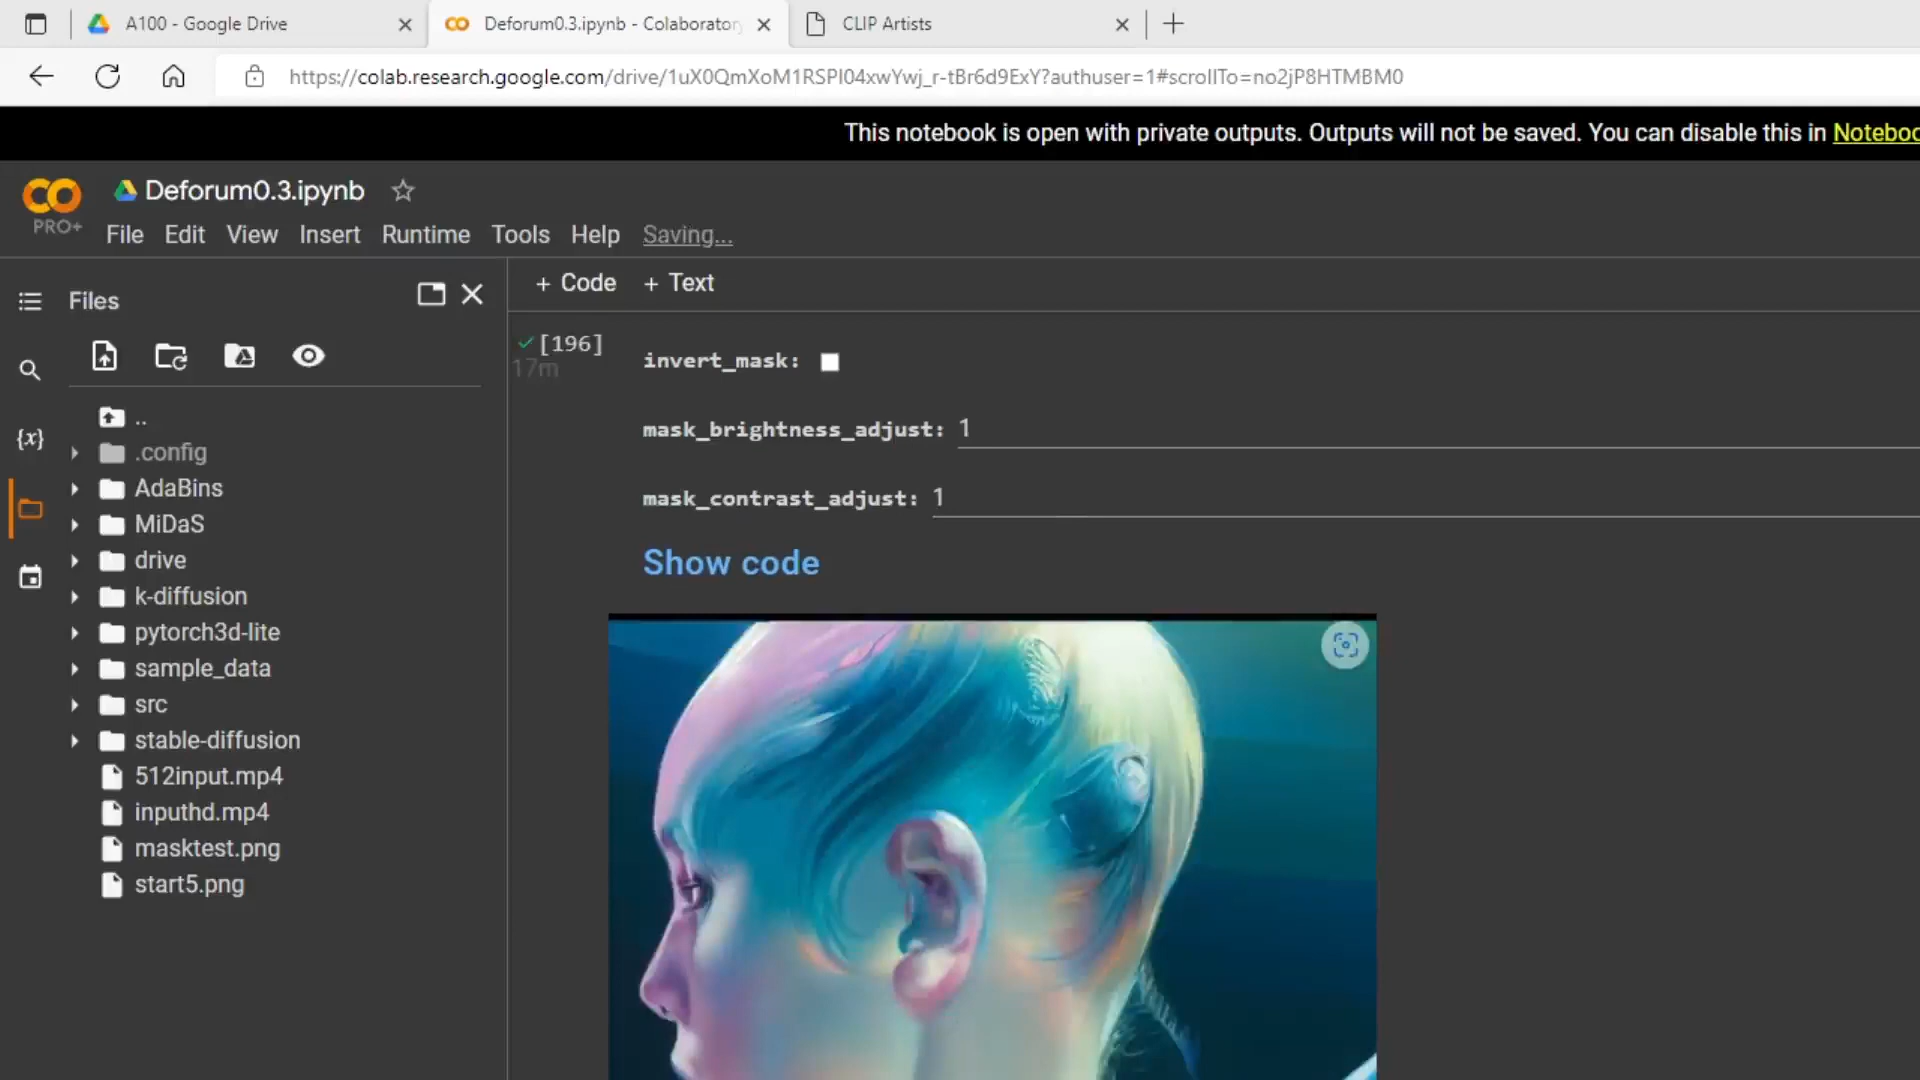 A100 - Google Drive
Deforum0.3.ipynb - Colaboratory
CLIP Artists
https://colab.research.google.com/drive/1uX0QmXoM1RSPI04xwYwj_r-tBr6d9ExY?authuser=1#scrollTo=no2jP8HTMBM0
This notebook is open with private outputs. Outputs will not be saved. You can disable this in Noteboo
CO
PRO+
Deforum0.3.ipynb
File Edit View Insert Runtime Tools Help Saving...
Files
+ Code + Text
[196]
17m
invert_mask:
mask_brightness_adjust: 1
mask_contrast_adjust: 1
Show code
{x}
..
.config
AdaBins
MiDaS
drive
k-diffusion
pytorch3d-lite
sample_data
src
stable-diffusion
512input.mp4
inputhd.mp4
masktest.png
start5.png